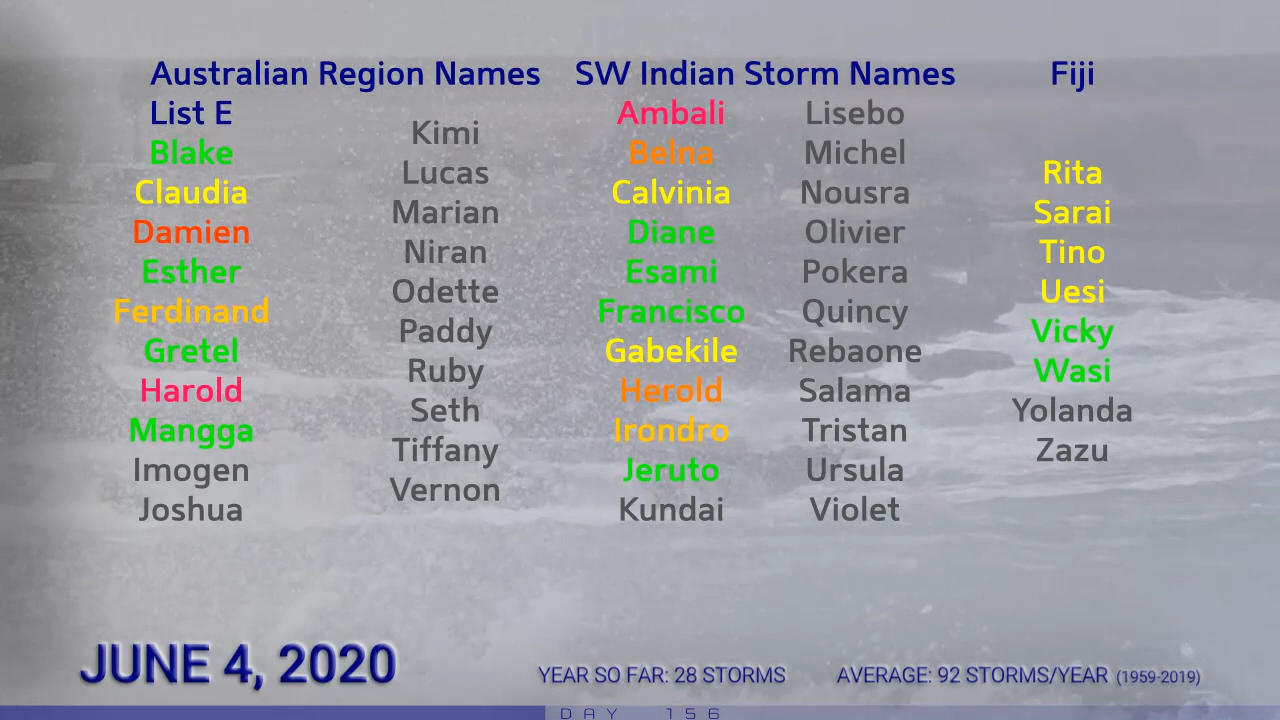 Australian Region Names
List E
Blake
Claudia
Damien
Esther
Ferdinand
Gretel
Harold
Mangga
Imogen
Joshua
Kimi
Lucas
Marian
Niran
Odette
Paddy
Ruby
Seth
Tiffany
Vernon
SW Indian Storm Names
Ambali
Belna
Calvinia
Diane
Esami
Francisco
Gabekile
Herold
Irondro
Jeruto
Kundai
Lisebo
Michel
Nousra
Olivier
Pokera
Quincy
Rebaone
Salama
Tristan
Ursula
Violet
Fiji
Rita
Sarai
Tino
Uesi
Vicky
Wasi
Yolanda
Zazu
JUNE 4, 2020
YEAR SO FAR: 28 STORMS
AVERAGE: 92 STORMS/YEAR (1959-2019)
DAY 156